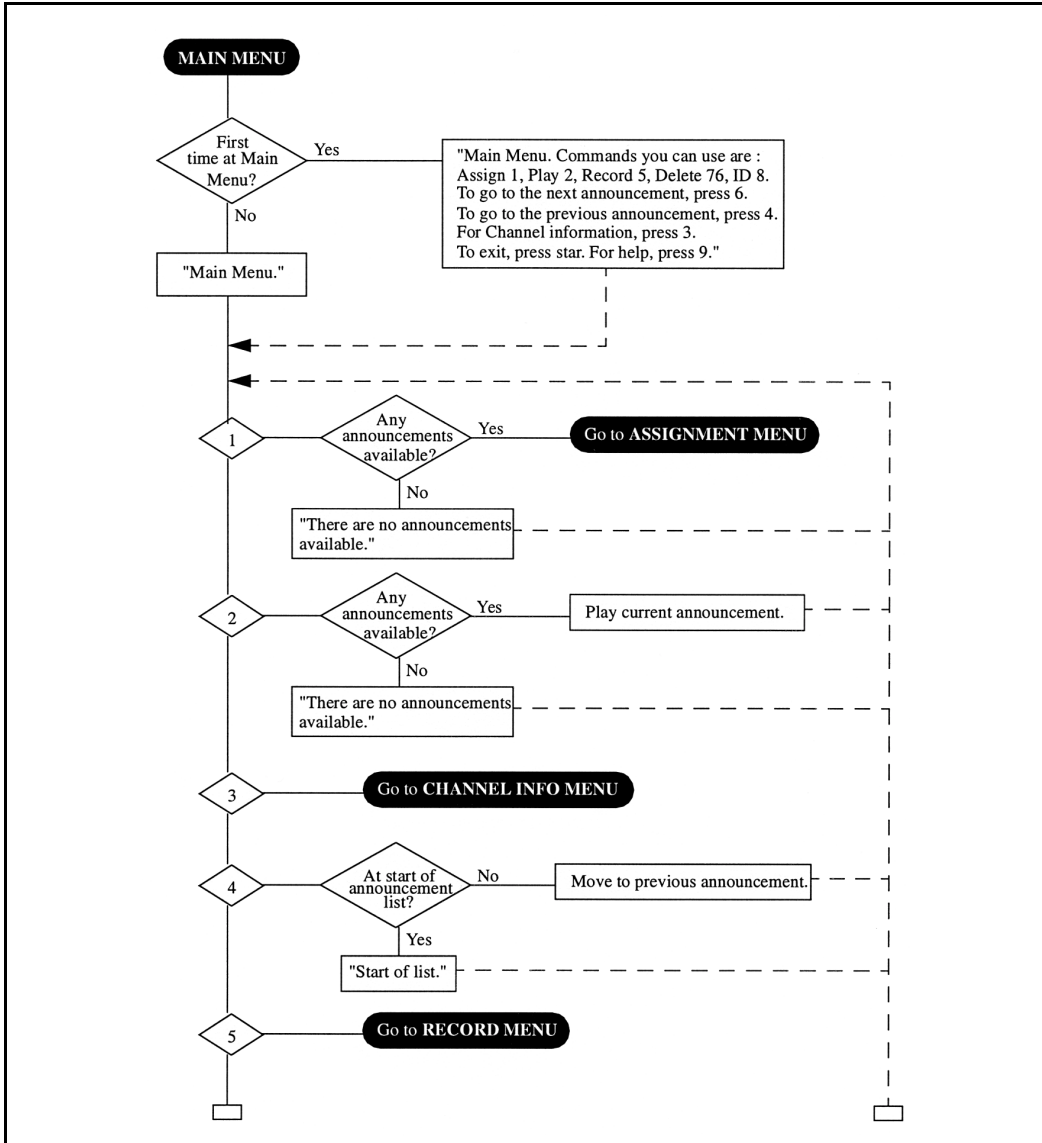 MAIN MENU
First
time at Main
Menu?
Yes
"Main Menu. Commands you can use are :
Assign 1, Play 2, Record 5, Delete 76, ID 8.
To go to the next announcement, press 6.
To go to the previous announcement, press 4.
For Channel information, press 3.
To exit, press star. For help, press 9."
No
"Main Menu."
1
Any
announcements
available?
Yes
Go to ASSIGNMENT MENU
No
"There are no announcements
available."
2
Any
announcements
available?
Yes
Play current announcement.
No
"There are no announcements
available."
3
Go to CHANNEL INFO MENU
4
At start of
announcement
list?
No
Move to previous announcement.
Yes
"Start of list."
5
Go to RECORD MENU